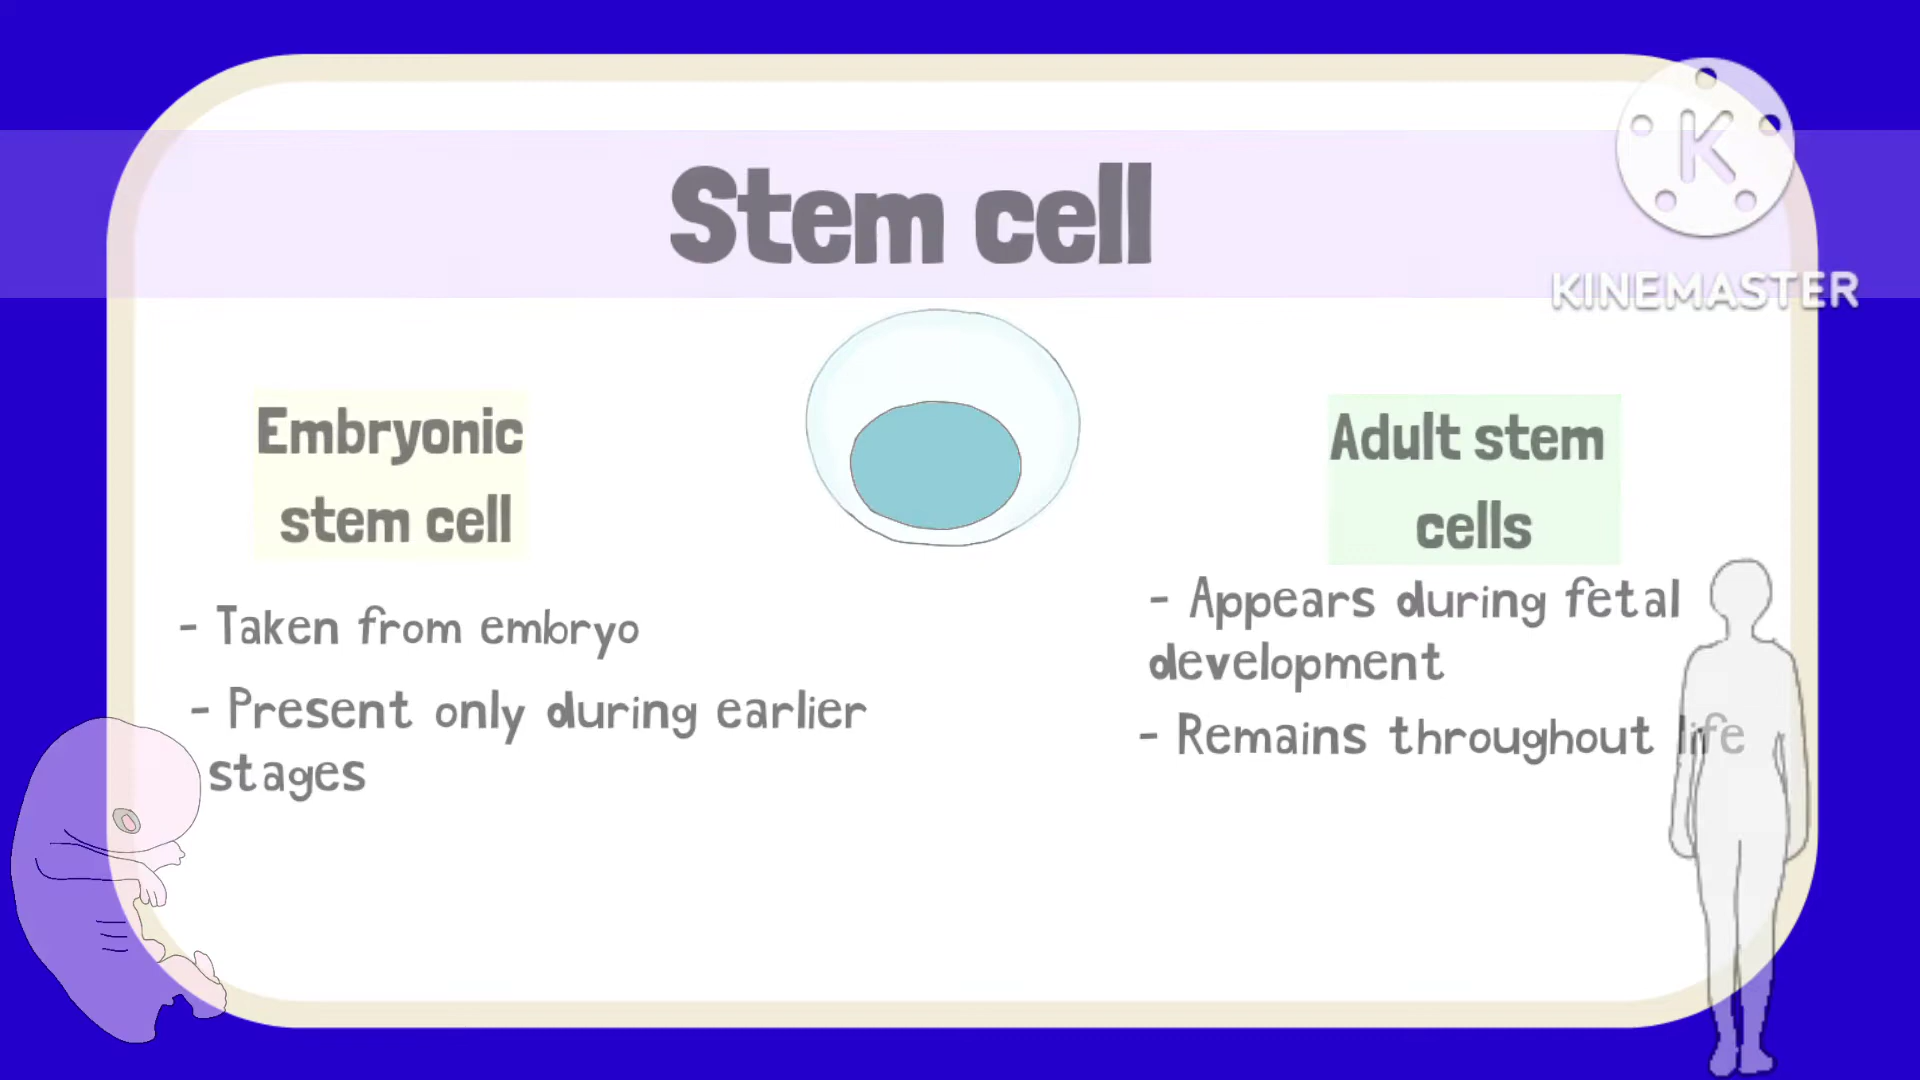 Stem cell
K
KINEMASTER
Embryonic
stem cell
- Taken from embryo
- Present only during earlier
stages
Adult stem
cells
- Appears during fetal
development
- Remains throughout life